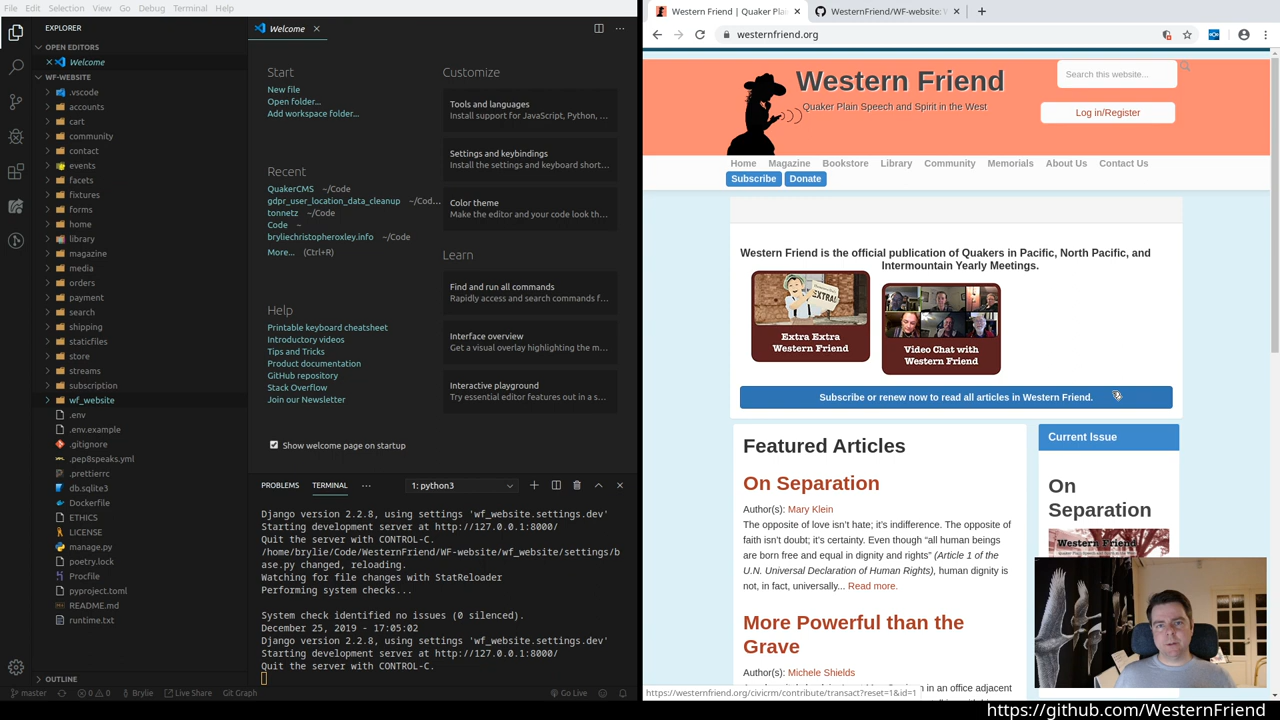 File Edit Selection View Go Debug Terminal Help
EXPLORER
OPEN EDITORS
Welcome
WF-WEBSITE
.vscode
accounts
cart
community
contact
events
facets
fixtures
forms
home
library
magazine
media
orders
payment
search
shipping
staticfiles
store
streams
subscription
wf_website
.env
.env.example
.gitignore
.pep8speaks.yml
.prettierrc
db.sqlite3
Dockerfile
ETHICS
LICENSE
manage.py
poetry.lock
Procfile
pyproject.toml
README.md
runtime.txt
OUTLINE
master
0 0
Brylie
Live Share
Git Graph
Go Live
Welcome
Start
New file
Open folder...
Add workspace folder...
Recent
QuakerCMS ~/Code
gdpr_user_location_data_cleanup ~/Cod...
tonnetz ~/Code
Code ~
bryliechristopheroxley.info ~/Code
More... (Ctrl+R)
Help
Printable keyboard cheatsheet
Introductory videos
Tips and Tricks
Product documentation
GitHub repository
Stack Overflow
Join our Newsletter
Show welcome page on startup
Customize
Tools and languages
Install support for JavaScript, Python, ...
Settings and keybindings
Install the settings and keyboard short...
Color theme
Make the editor and your code look th...
Learn
Find and run all commands
Rapidly access and search commands f...
Interface overview
Get a visual overlay highlighting the m...
Interactive playground
Try essential editor features out in a s...
PROBLEMS TERMINAL ... 1: python3
Django version 2.2.8, using settings 'wf_website.settings.dev'
Starting development server at http://127.0.0.1:8000/
Quit the server with CONTROL-C.
/home/brylie/Code/WesternFriend/WF-website/wf_website/settings/b
ase.py changed, reloading.
Watching for file changes with StatReloader
Performing system checks...
System check identified no issues (0 silenced).
December 25, 2019 - 17:05:02
Django version 2.2.8, using settings 'wf_website.settings.dev'
Starting development server at http://127.0.0.1:8000/
Quit the server with CONTROL-C.
Western Friend | Quaker Plai
WesternFriend/WF-website: W
westernfriend.org
Western Friend
Quaker Plain Speech and Spirit in the West
Search this website...
Log in/Register
Home Magazine Bookstore Library Community Memorials About Us Contact Us
Subscribe Donate
Western Friend is the official publication of Quakers in Pacific, North Pacific, and
Intermountain Yearly Meetings.
EXTRA!
Extra Extra
Western Friend
Video Chat with
Western Friend
Subscribe or renew now to read all articles in Western Friend.
Featured Articles
On Separation
Author(s): Mary Klein
The opposite of love isn't hate; it's indifference. The opposite of
faith isn't doubt; it's certainty. Even though "all human beings
are born free and equal in dignity and rights" (Article 1 of the
U.N. Universal Declaration of Human Rights), human dignity is
not, in fact, universally... Read more.
More Powerful than the
Grave
Author(s): Michele Shields
in an office adjacent
Current Issue
On
Separation
Western Friend
https://westernfriend.org/civicrm/contribute/transact?reset=1&id=1
https://github.com/WesternFriend